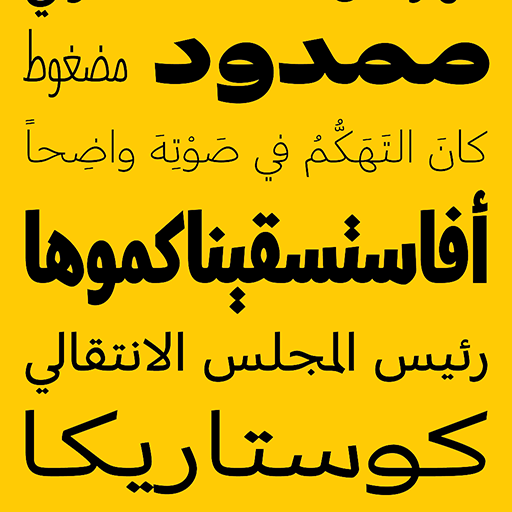 ممدود مضغوط
كانَ التَهَكُّمُ في صَوْتِهَ واضِحاً
أفاستسقيناكموها
رئيس المجلس الانتقالي
كوستاريكا